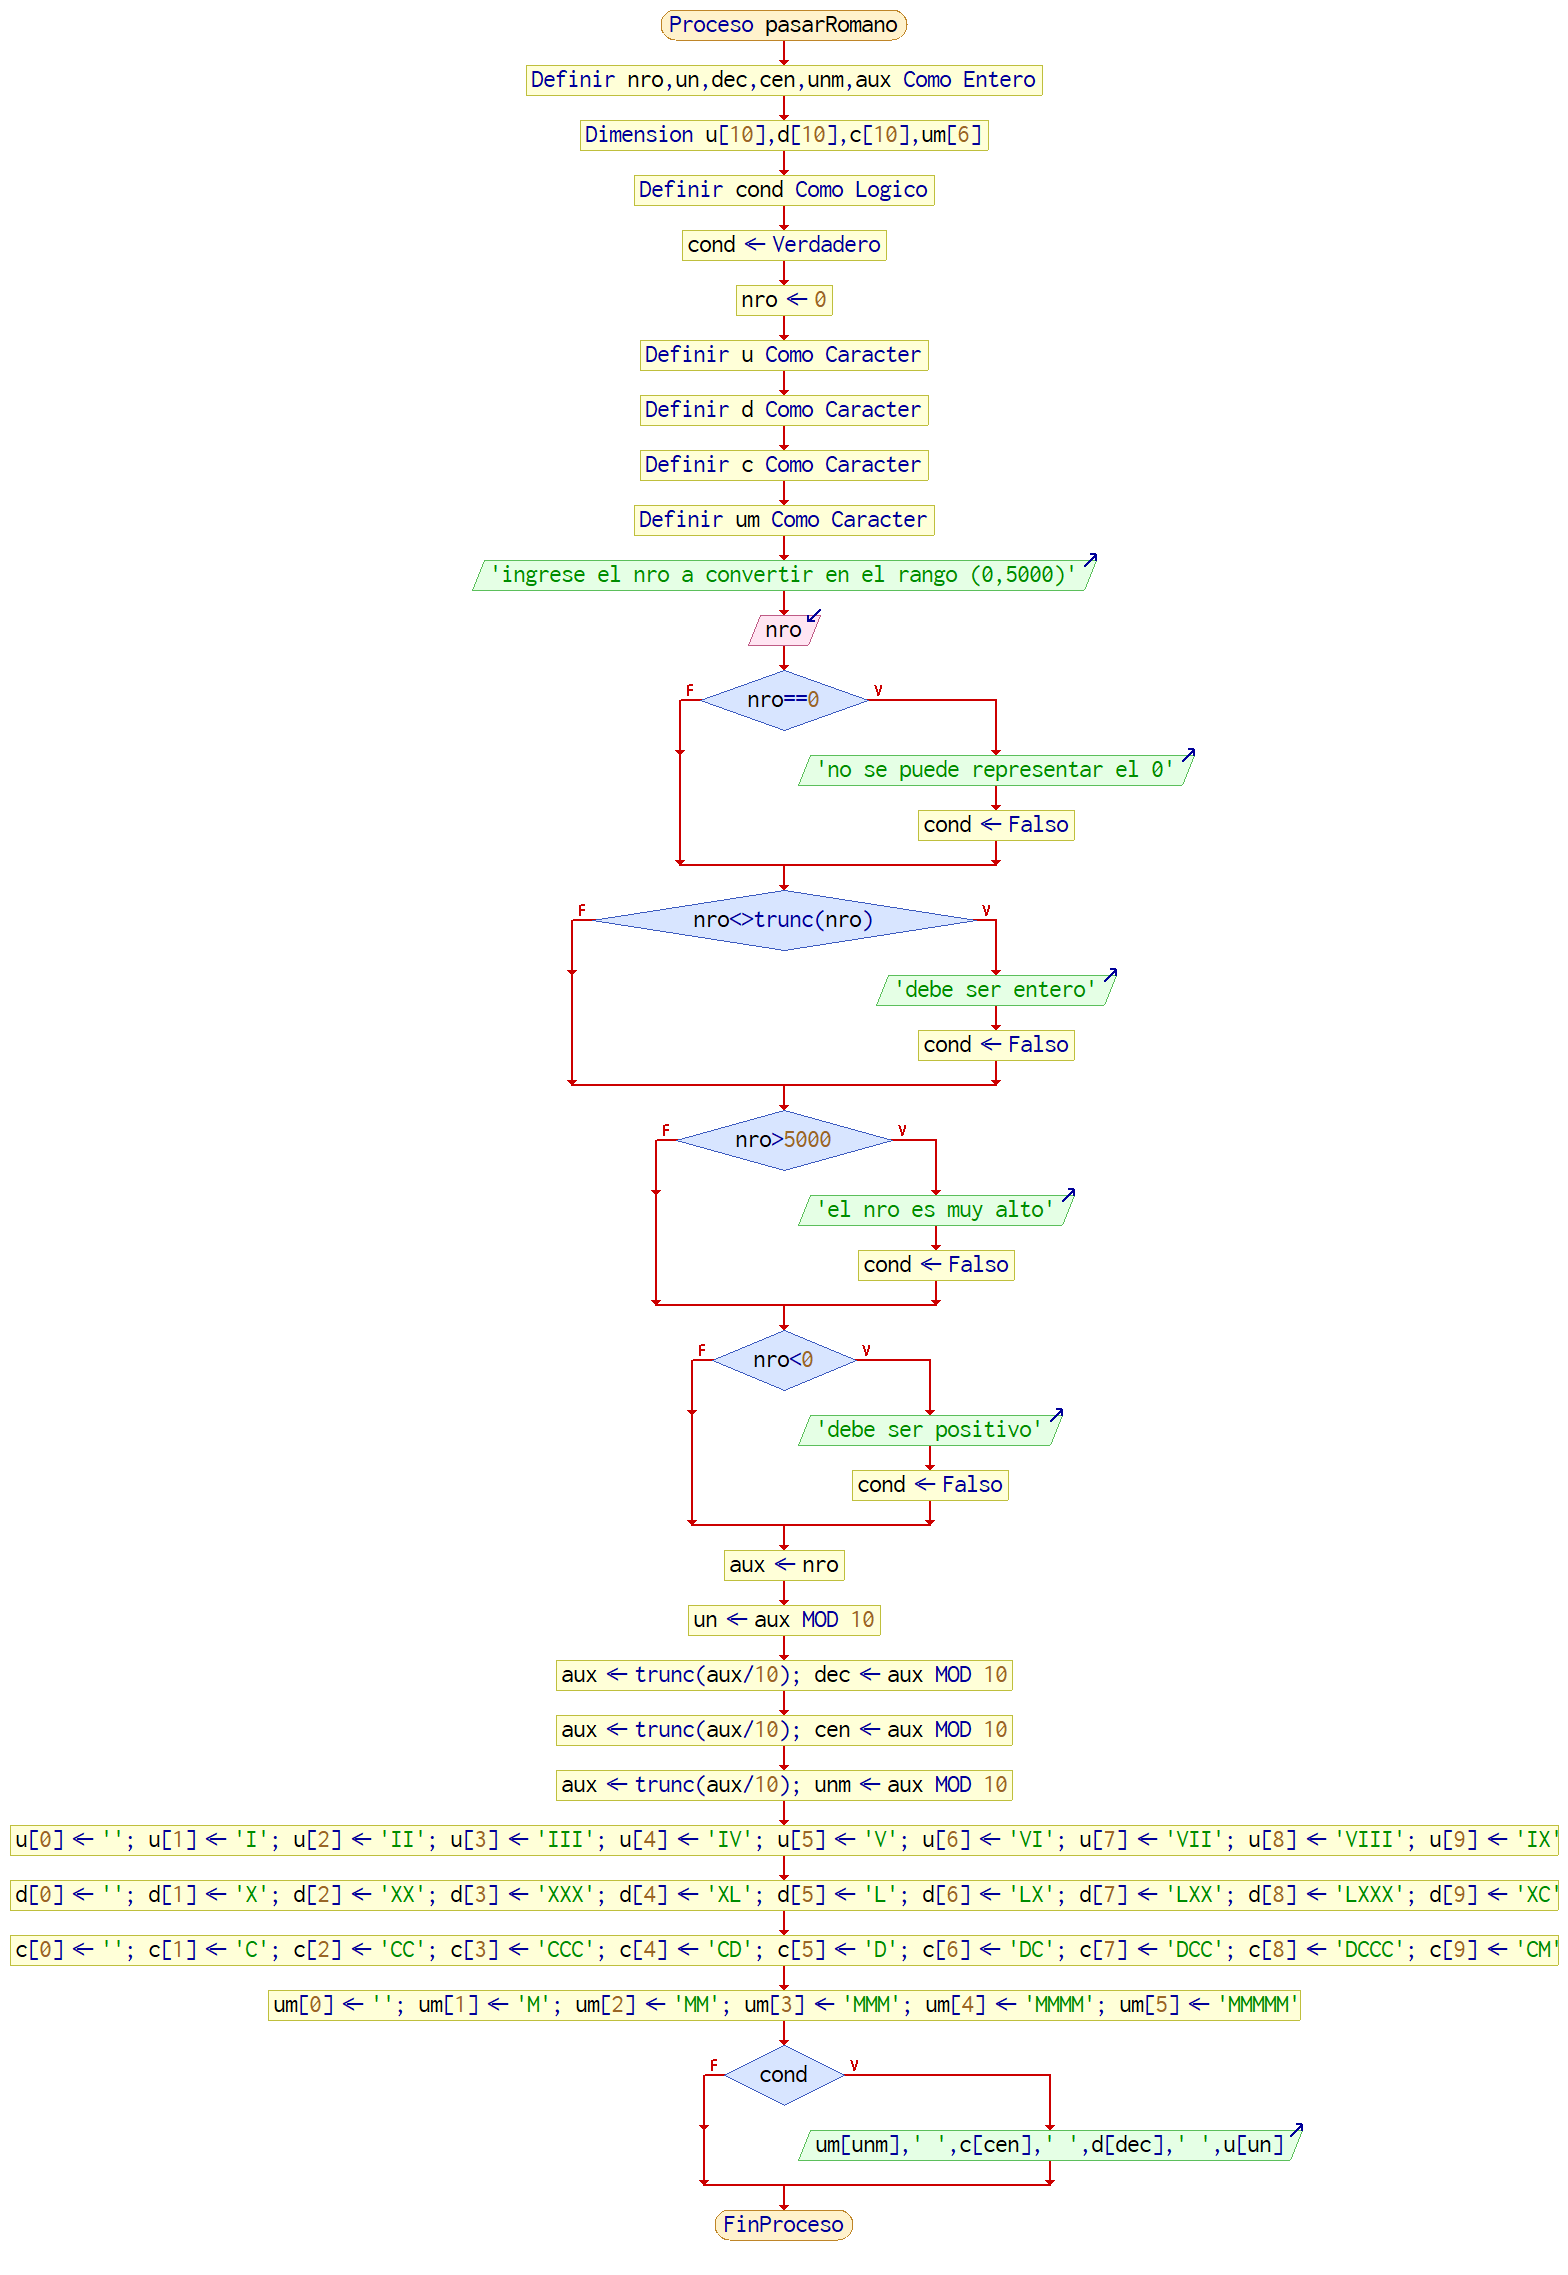 Proceso pasarRomano
Definir nro,un,dec,cen,unm,aux Como Entero
Dimension u[10],d[10],c[10],um[6]
Definir cond Como Logico
cond ← Verdadero
nro ← 0
Definir u Como Caracter
Definir d Como Caracter
Definir c Como Caracter
Definir um Como Caracter
'ingrese el nro a convertir en el rango (0,5000)'
nro
F V
nro==0
'no se puede representar el 0'
cond ← Falso
F V
nro<>trunc(nro)
'debe ser entero'
cond ← Falso
F V
nro>5000
'el nro es muy alto'
cond ← Falso
F V
nro<0
'debe ser positivo'
cond ← Falso
aux ← nro
un ← aux MOD 10
aux ← trunc(aux/10); dec ← aux MOD 10
aux ← trunc(aux/10); cen ← aux MOD 10
aux ← trunc(aux/10); unm ← aux MOD 10
u[0] ← ''; u[1] ← 'I'; u[2] ← 'II'; u[3] ← 'III'; u[4] ← 'IV'; u[5] ← 'V'; u[6] ← 'VI'; u[7] ← 'VII'; u[8] ← 'VIII'; u[9] ← 'IX'
d[0] ← ''; d[1] ← 'X'; d[2] ← 'XX'; d[3] ← 'XXX'; d[4] ← 'XL'; d[5] ← 'L'; d[6] ← 'LX'; d[7] ← 'LXX'; d[8] ← 'LXXX'; d[9] ← 'XC'
c[0] ← ''; c[1] ← 'C'; c[2] ← 'CC'; c[3] ← 'CCC'; c[4] ← 'CD'; c[5] ← 'D'; c[6] ← 'DC'; c[7] ← 'DCC'; c[8] ← 'DCCC'; c[9] ← 'CM'
um[0] ← ''; um[1] ← 'M'; um[2] ← 'MM'; um[3] ← 'MMM'; um[4] ← 'MMMM'; um[5] ← 'MMMMM'
F V
cond
um[unm],' ',c[cen],' ',d[dec],' ',u[un]
FinProceso